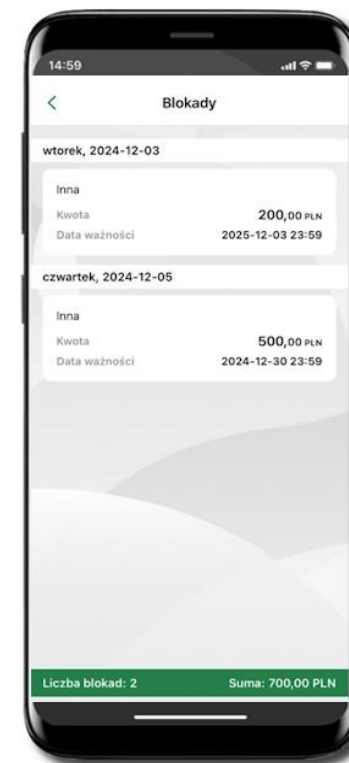 14:59
Blokady
wtorek, 2024-12-03
Inna
Kwota 200,00 PLN
Data ważności 2025-12-03 23:59
czwartek, 2024-12-05
Inna
Kwota 500,00 PLN
Data ważności 2024-12-30 23:59
Liczba blokad: 2 Suma: 700,00 PLN